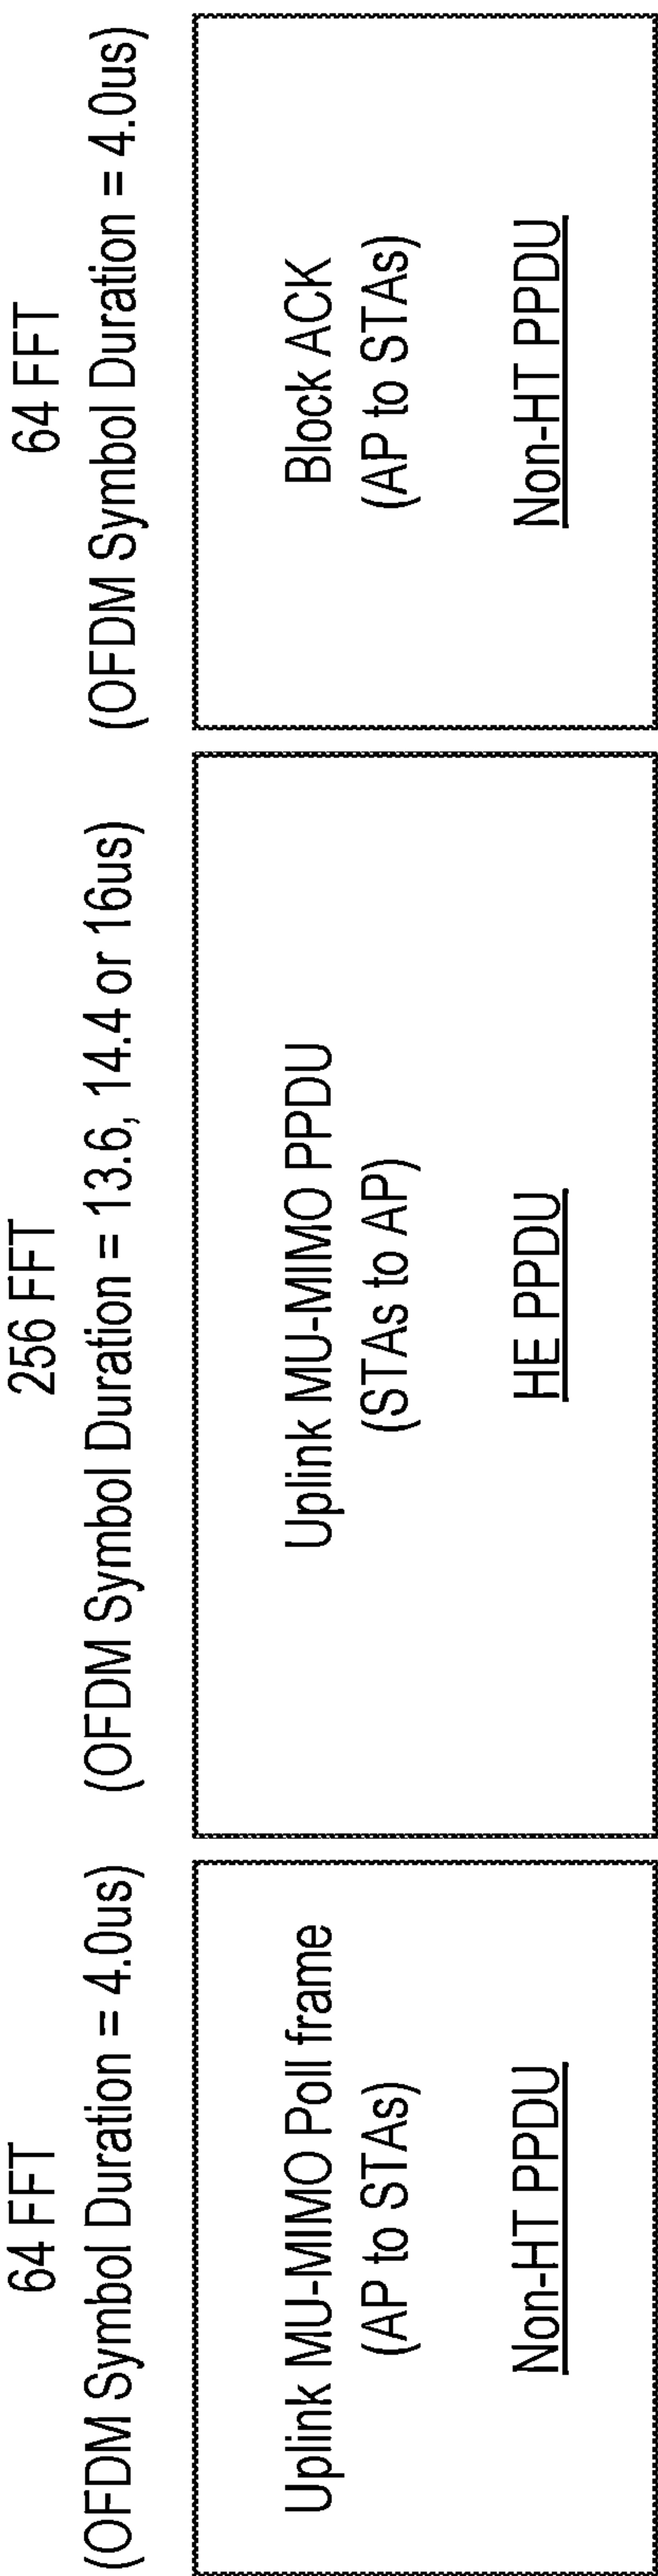 64 FFT
(OFDM Symbol Duration = 4.0us)
Uplink MU-MIMO Poll frame
(AP to STAs)
Non-HT PPDU
256 FFT
(OFDM Symbol Duration = 13.6, 14.4 or 16us)
Uplink MU-MIMO PPDU
(STAs to AP)
HE PPDU
64 FFT
(OFDM Symbol Duration = 4.0us)
Block ACK
(AP to STAs)
Non-HT PPDU